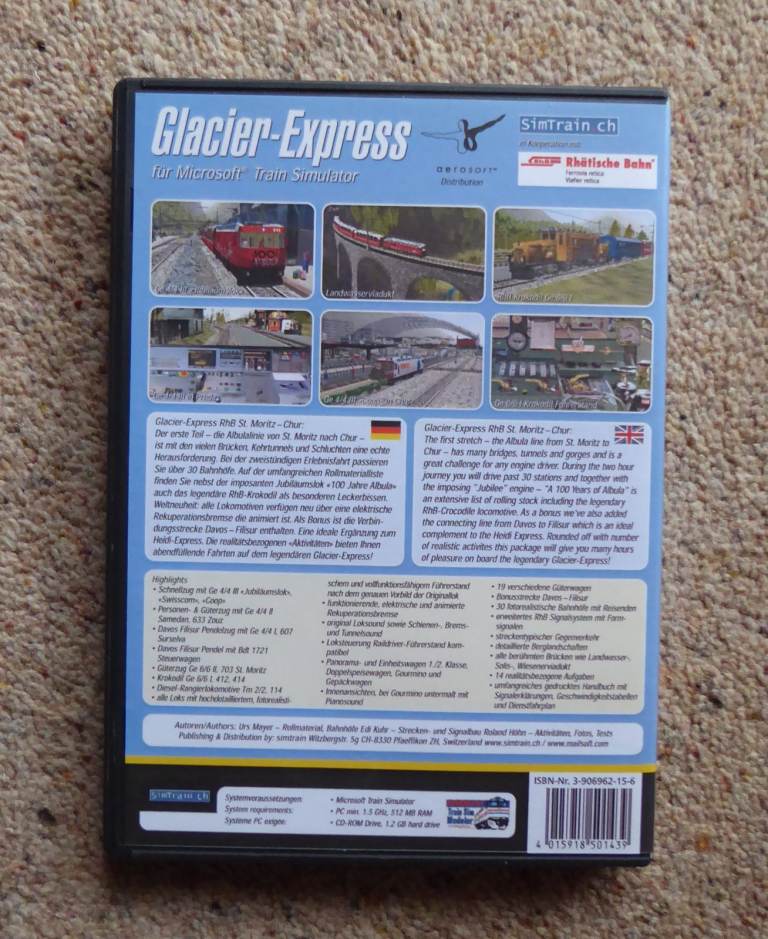 Glacier-Express
für Microsoft® Train Simulator
aerosoft™
Distribution
SimTrain.ch
in Kooperation mit:
RhB Rhätische Bahn
Ferrovia retica
Viafier retica
Landwasserviadukt
Glacier-Express RhB St. Moritz – Chur:
Der erste Teil – die Albulalinie von St. Moritz nach Chur –
ist mit den vielen Brücken, Kehrtunnels und Schluchten eine echte
Herausforderung. Bei der zweistündigen Erlebnisfahrt passieren
Sie über 30 Bahnhöfe. Auf der umfangreichen Rollmaterialliste
finden Sie nebst der imposanten Jubiläumslok «100 Jahre Albula»
auch das legendäre RhB-Krokodil als besonderen Leckerbissen.
Weltneuheit: alle Lokomotiven verfügen neu über eine elektrische
Rekuperationsbremse die animiert ist. Als Bonus ist die Verbin-
dungsstrecke Davos – Filisur enthalten. Eine ideale Ergänzung zum
Heidi-Express. Die realitätsbezogenen «Aktivitäten» bieten Ihnen
abendfüllende Fahrten auf dem legendären Glacier-Express!
Glacier-Express RhB St. Moritz – Chur:
The first stretch – the Albula line from St. Moritz to
Chur – has many bridges, tunnels and gorges and is a
great challenge for any engine driver. During the two hour
journey you will drive past 30 stations and together with
the imposing "Jubilee" engine – "A 100 Years of Albula" is
an extensive list of rolling stock including the legendary
RhB-Crocodile locomotive. As a bonus we've also added
the connecting line from Davos to Filisur which is an ideal
complement to the Heidi Express. Rounded off with number
of realistic activites this package will give you many hours
of pleasure on board the legendary Glacier-Express!
Highlights
• Schnellzug mit Ge 4/4 III «Jubiläumslok»,
«Swisscom», «Coop»
• Personen- & Güterzug mit Ge 4/4 II
Samedan, 633 Zouz
• Davos Filisur Pendelzug mit Ge 4/4 I, 607
Surselva
• Davos Filisur Pendel mit Bdt 1721
Steuerwagen
• Güterzug Ge 6/6 II, 703 St. Moritz
• Krokodil Ge 6/6 I, 412, 414
• Diesel-Rangierlokomotive Tm 2/2, 114
• alle Loks mit hochdetailliertem, fotorealisti-
schem und vollfunktionsfähigem Führerstand
nach dem genauen Vorbild der Originallok
• funktionierende, elektrische und animierte
Rekuperationsbremse
• original Loksound sowie Schienen-, Brems-
und Tunnelsound
• Loksteuerung Raildriver-Führerstand kom-
patibel
• Panorama- und Einheitswagen 1./2. Klasse,
Doppelspeisewagen, Gourmino und
Gepäckwagen
• Innenansichten, bei Gourmino untermalt mit
Pianosound
• 19 verschiedene Güterwagen
• Bonusstrecke Davos – Filisur
• 30 fotorealistische Bahnhöfe mit Reisenden
• erweitertes RhB Signalsystem mit Form-
signalen
• streckentypischer Gegenverkehr
• detaillierte Berglandschaften
• alle berühmten Brücken wie Landwasser-,
Solis-, Wiesenerviadukt
• 14 realitätsbezogene Aufgaben
• umfangreiches gedrucktes Handbuch mit
Signalerklärungen, Geschwindigkeitstabellen
und Dienstfahrplan
Autoren/Authors: Urs Mayer – Rollmaterial, Bahnhöfe Edi Kuhr – Strecken- und Signalbau Roland Höhn – Aktivitäten, Fotos, Tests
Publishing & Distribution by: simtrain Witzbergstr. 5g CH-8330 Pfaeffikon ZH, Switzerland www.simtrain.ch / www.mailsoft.com
SimTrain.ch
Systemvoraussetzungen:
System requirements:
Système PC exigée:
• Microsoft Train Simulator
• PC min. 1.5 GHz, 512 MB RAM
• CD-ROM Drive, 1.2 GB hard drive
Train Sim
Modeler
ISBN-Nr. 3-906962-15-6
4 015918 501439